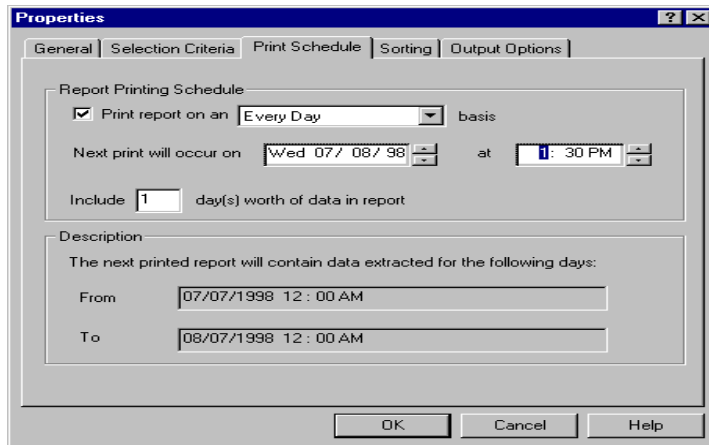 Properties
General Selection Criteria Print Schedule Sorting Output Options
Report Printing Schedule
Print report on an Every Day basis
Next print will occur on Wed 07/ 08/ 98 at 1: 30 PM
Include 1 day(s) worth of data in report
Description
The next printed report will contain data extracted for the following days:
From 07/07/1998 12 : 00 AM
To 08/07/1998 12 : 00 AM
OK Cancel Help